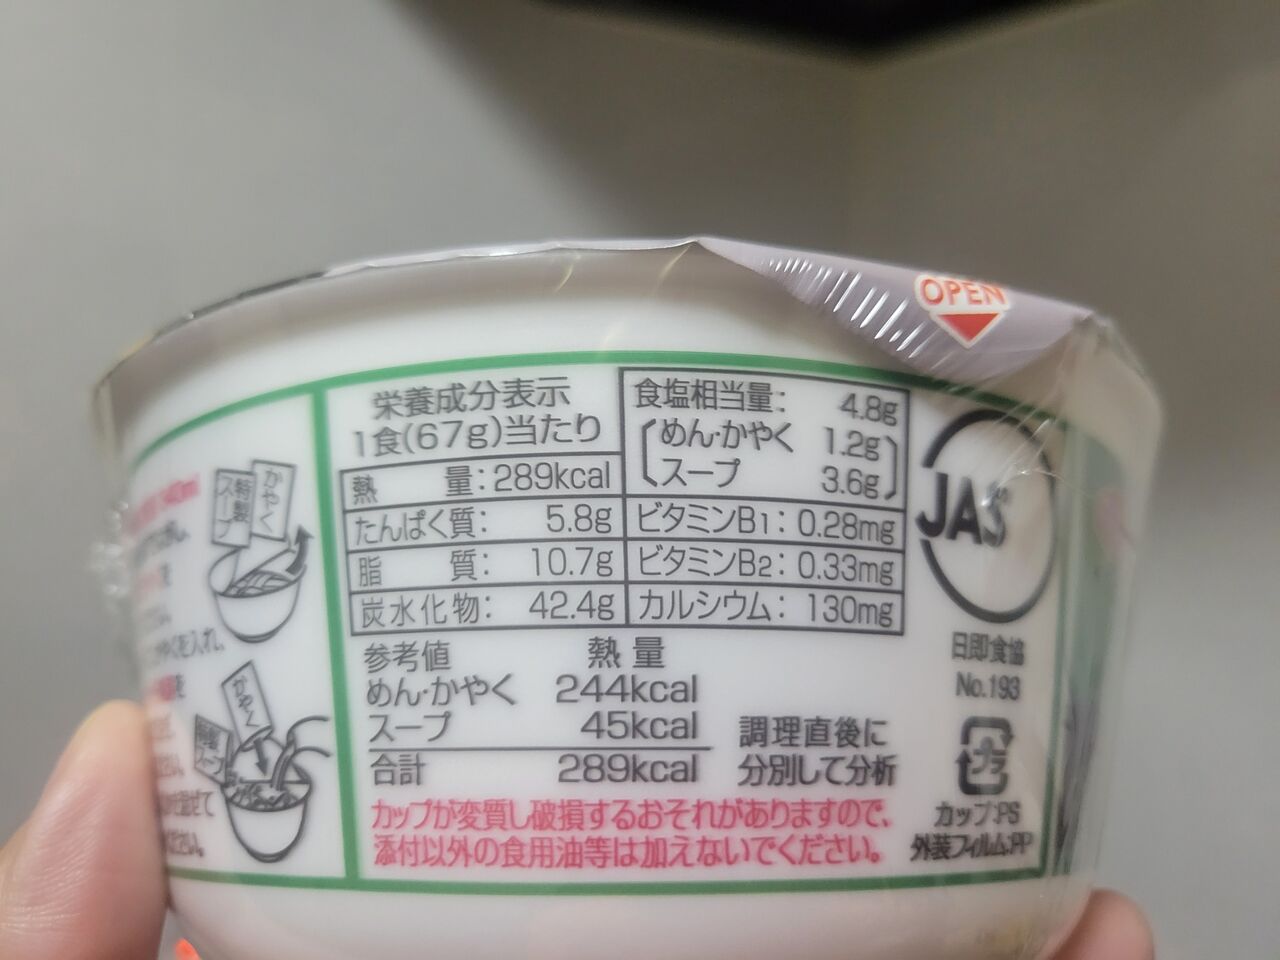 OPEN
かやく
特製
スープ
かやくを入れ、
かやく
栄養成分表示
1食(67g)当たり
熱量:289kcal
たんぱく質: 5.8g
脂質: 10.7g
炭水化物: 42.4g
食塩相当量: 4.8g
めん・かやく 1.2g
スープ 3.6g
ビタミンB1: 0.28mg
ビタミンB2: 0.33mg
カルシウム: 130mg
参考値 熱量
めん・かやく 244kcal
スープ 45kcal
合計 289kcal
調理直後に
分別して分析
カップが変質し破損するおそれがありますので、
添付以外の食用油等は加えないでください。
JAS
日即食協
No.193
プラ
カップ:PS
外装フィルム:PP